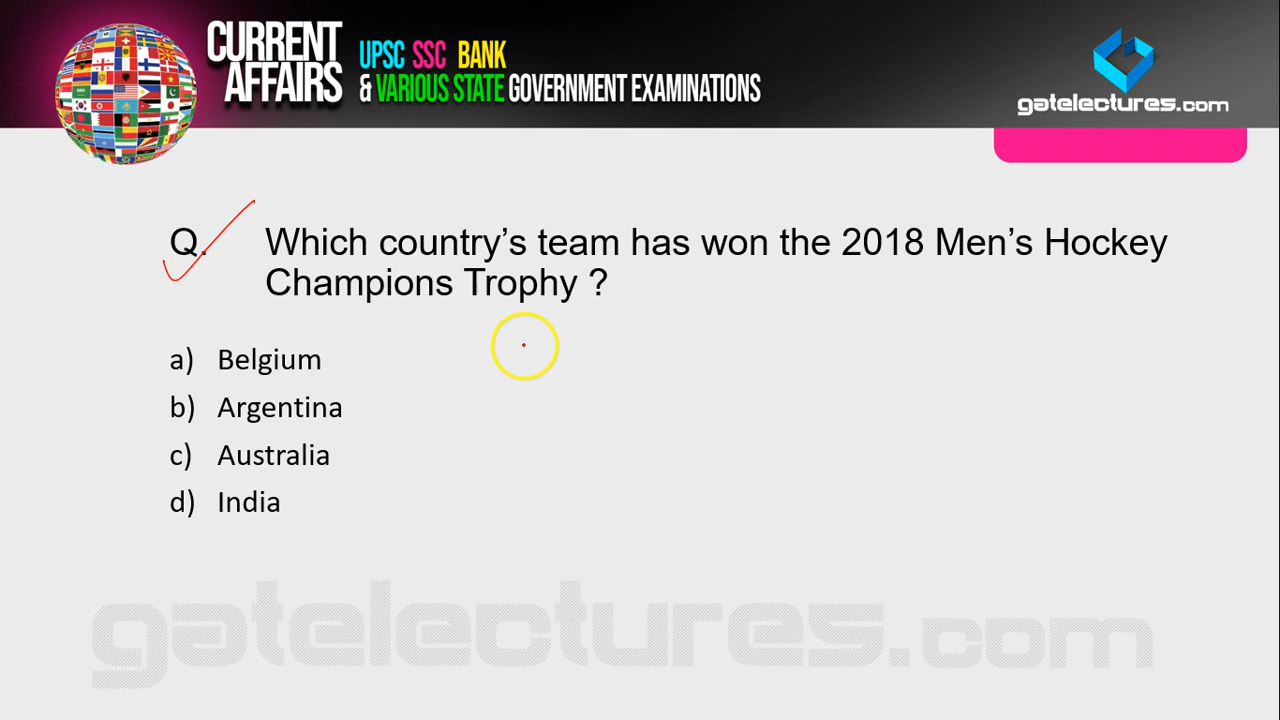 CURRENT
AFFAIRS
UPSC SSC BANK
& VARIOUS STATE GOVERNMENT EXAMINATIONS
gatelectures.com
Q. Which country's team has won the 2018 Men's Hockey
Champions Trophy ?
a) Belgium
b) Argentina
c) Australia
d) India
gatelectures.com